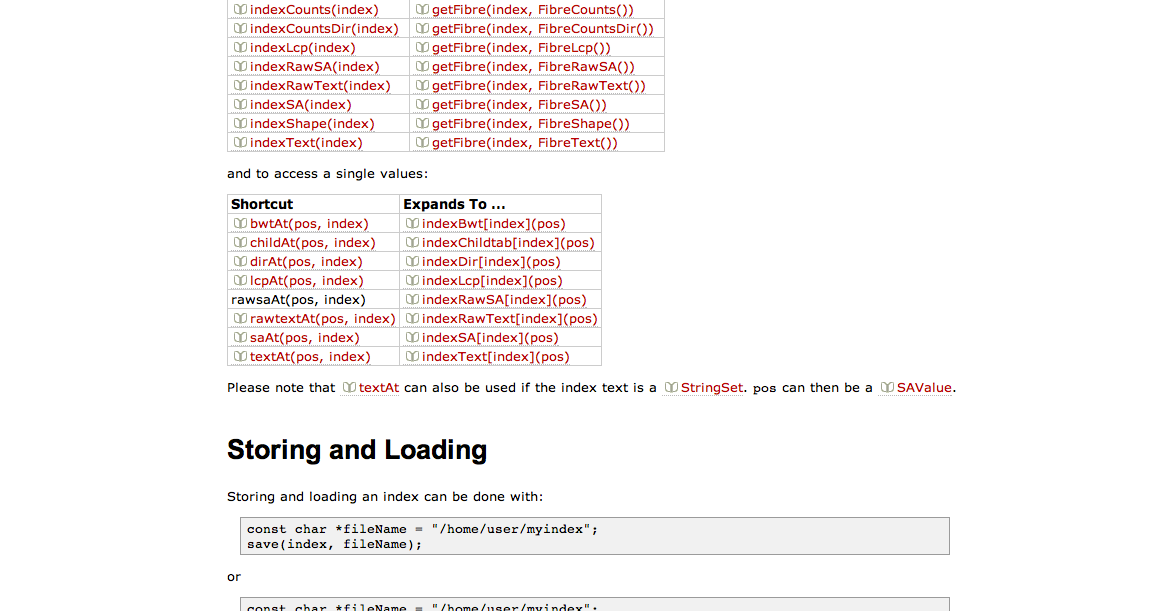 indexCounts(index) getFibre(index, FibreCounts())
indexCountsDir(index) getFibre(index, FibreCountsDir())
indexLcp(index) getFibre(index, FibreLcp())
indexRawSA(index) getFibre(index, FibreRawSA())
indexRawText(index) getFibre(index, FibreRawText())
indexSA(index) getFibre(index, FibreSA())
indexShape(index) getFibre(index, FibreShape())
indexText(index) getFibre(index, FibreText())
and to access a single values:
Shortcut Expands To ...
bwtAt(pos, index) indexBwt[index](pos)
childAt(pos, index) indexChildtab[index](pos)
dirAt(pos, index) indexDir[index](pos)
lcpAt(pos, index) indexLcp[index](pos)
rawsaAt(pos, index) indexRawSA[index](pos)
rawtextAt(pos, index) indexRawText[index](pos)
saAt(pos, index) indexSA[index](pos)
textAt(pos, index) indexText[index](pos)
Please note that textAt can also be used if the index text is a StringSet. pos can then be a SAValue.
Storing and Loading
Storing and loading an index can be done with:
const char *fileName = "/home/user/myindex";
save(index, fileName);
or
const char *fileName = "/home/user/myindex";